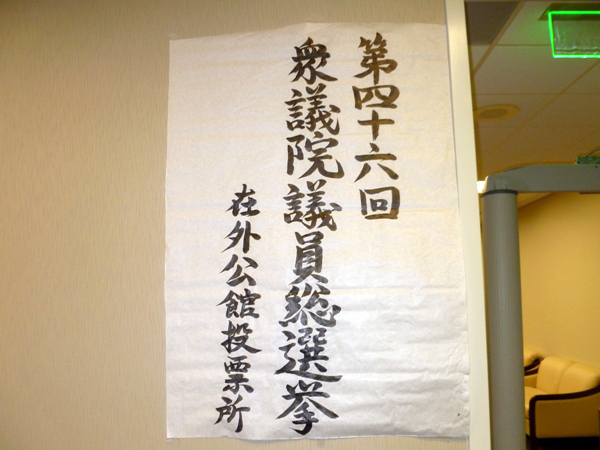 第四十六回
衆議院議員総選挙
在外公館投票所